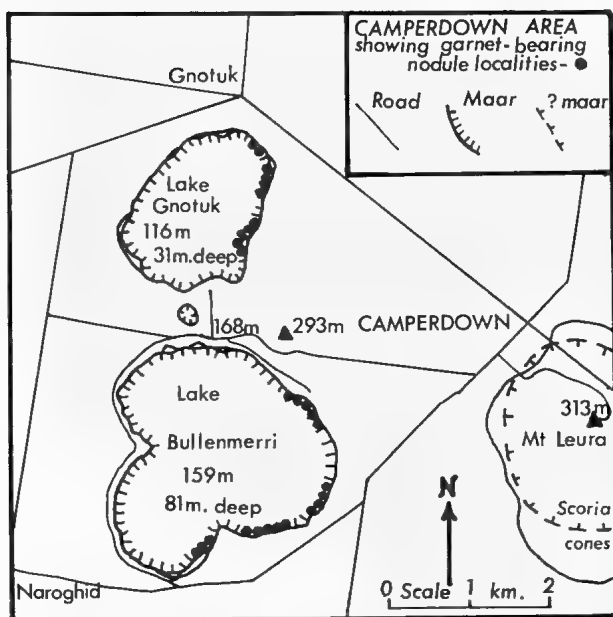 CAMPERDOWN AREA
showing garnet-bearing
nodule localities-
Road
Maar
? maar
Gnotuk
Lake
Gnotuk
116m
31m. deep
168m
293m
CAMPERDOWN
Lake
Bullenmerri
159m
81m. deep
313m
Mt Leura
Scoria
cones
N
Naroghid
0 Scale 1 km. 2